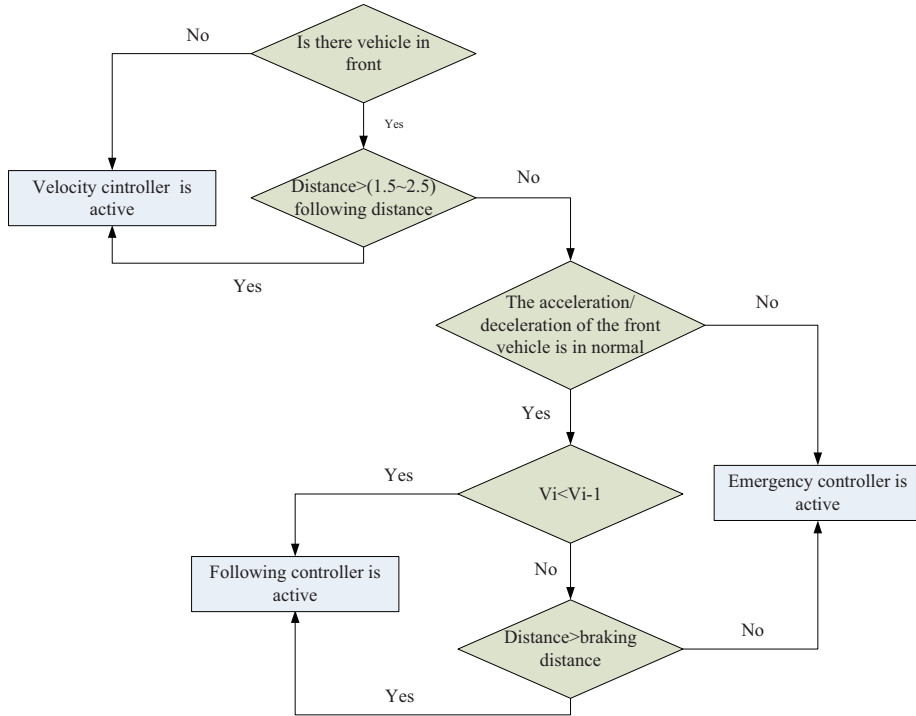 No
Is there vehicle in
front
Yes
Velocity cintroller is
active
Distance>(1.5~2.5)
following distance
No
Yes
The acceleration/
deceleration of the front
vehicle is in normal
No
Yes
Yes
Vi<Vi-1
Emergency controller is
active
Following controller is
active
No
Distance>braking
distance
No
Yes